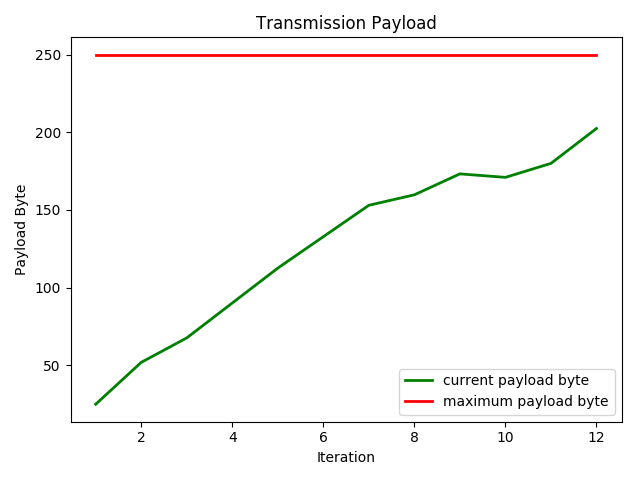 Transmission Payload
Payload Byte
250
200
150
100
50
2 4 6 8 10 12
Iteration
current payload byte
maximum payload byte